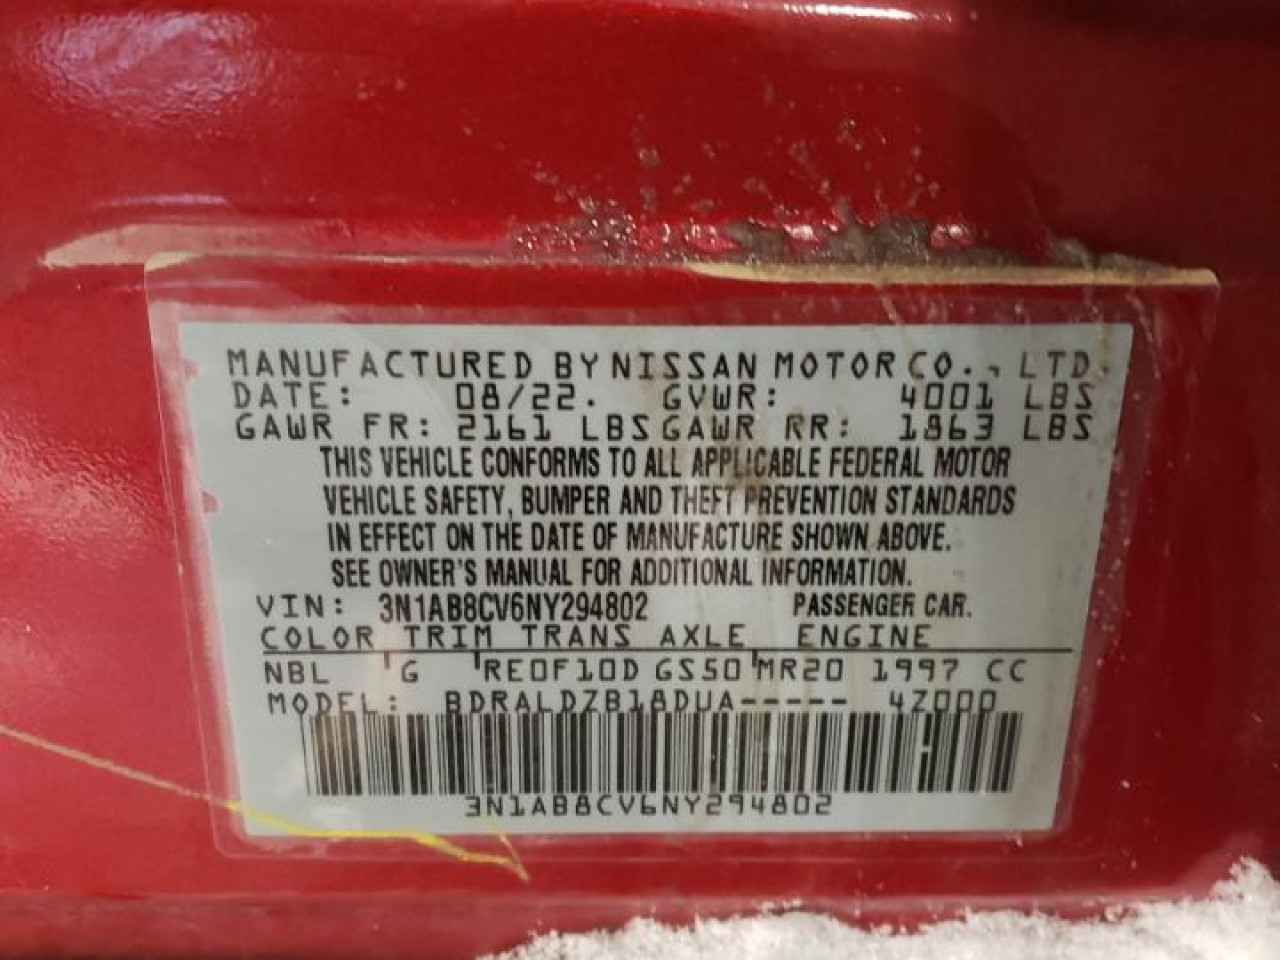 MANUFACTURED BY NISSAN MOTOR CO., LTD.
DATE: 08/22. GVWR: 4001 LBS
GAWR FR: 2161 LBS GAWR RR: 1863 LBS
THIS VEHICLE CONFORMS TO ALL APPLICABLE FEDERAL MOTOR
VEHICLE SAFETY, BUMPER AND THEFT PREVENTION STANDARDS
IN EFFECT ON THE DATE OF MANUFACTURE SHOWN ABOVE.
SEE OWNER'S MANUAL FOR ADDITIONAL INFORMATION.
VIN: 3N1AB8CV6NY294802 PASSENGER CAR.
COLOR TRIM TRANS AXLE ENGINE
NBL G RE0F10D GS50 MR20 1997 CC
MODEL: BDRALDZB18DUA----- 4Z000
3N1AB8CV6NY294802